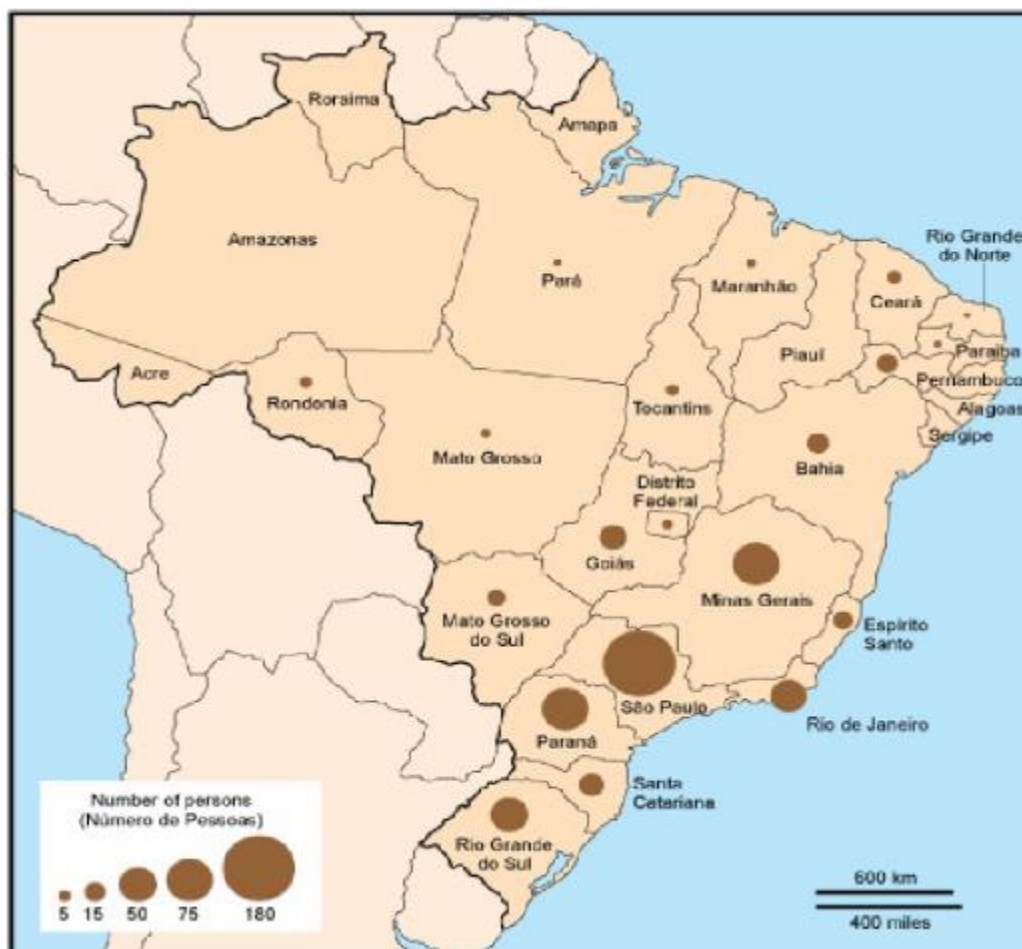 Roraima
Amapa
Amazonas
Pará
Maranhão
Rio Grande
do Norte
Ceará
Piauí
Paraiba
Pernambuco
Alagoas
Sergipe
Acre
Rondonia
Tocantins
Mato Grosso
Bahia
Distrito
Federal
Goiás
Minas Gerais
Mato Grosso
do Sul
Espirito
Santo
São Paulo
Rio de Janeiro
Paraná
Santa
Catariana
Rio Grande
do Sul
Number of persons
(Número de Pessoas)
5 15 50 75 180
600 km
400 miles